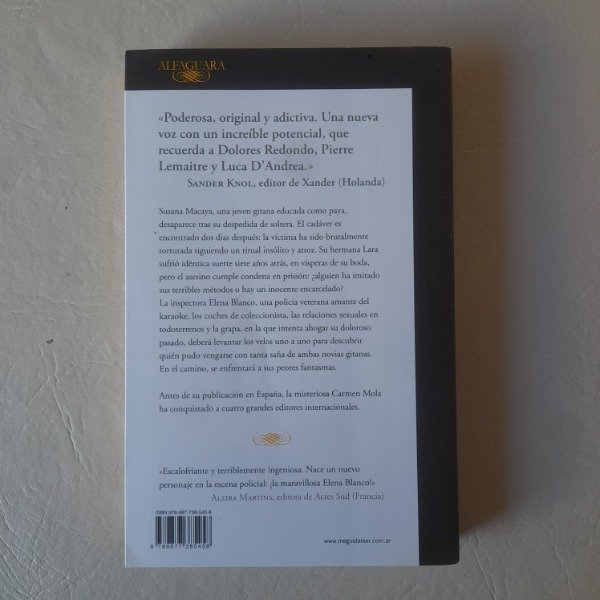 ALFAGUARA
«Poderosa, original y adictiva. Una nueva
voz con un increíble potencial, que
recuerda a Dolores Redondo, Pierre
Lemaitre y Luca D'Andrea.»
SANDER KNOL, editor de Xander (Holanda)
Susana Macaya, una joven gitana educada como paya,
desaparece tras su despedida de soltera. El cadáver es
encontrado dos días después: la víctima ha sido brutalmente
torturada siguiendo un ritual insólito y atroz. Su hermana Lara
sufrió idéntica suerte siete años atrás, en vísperas de su boda,
pero el asesino cumple condena en prisión: ¿alguien ha imitado
sus terribles métodos o hay un inocente encarcelado?
La inspectora Elena Blanco, una policía veterana amante del
karaoke, los coches de coleccionista, las relaciones sexuales en
todoterrenos y la grapa, en la que intenta ahogar su doloroso
pasado, deberá levantar los velos uno a uno para descubrir
quién pudo vengarse con tanta saña de ambas novias gitanas.
En el camino, se enfrentará a sus peores fantasmas.
Antes de su publicación en España, la misteriosa Carmen Mola
ha conquistado a cuatro grandes editores internacionales.
«Escalofriante y terriblemente ingeniosa. Nace un nuevo
personaje en la escena policial: ¡la maravillosa Elena Blanco!»
ALZIRA MARTINS, editora de Actes Sud (Francia)
ISBN 978-987-738-545-8
9 789877 385458
www.megustaleer.com.ar